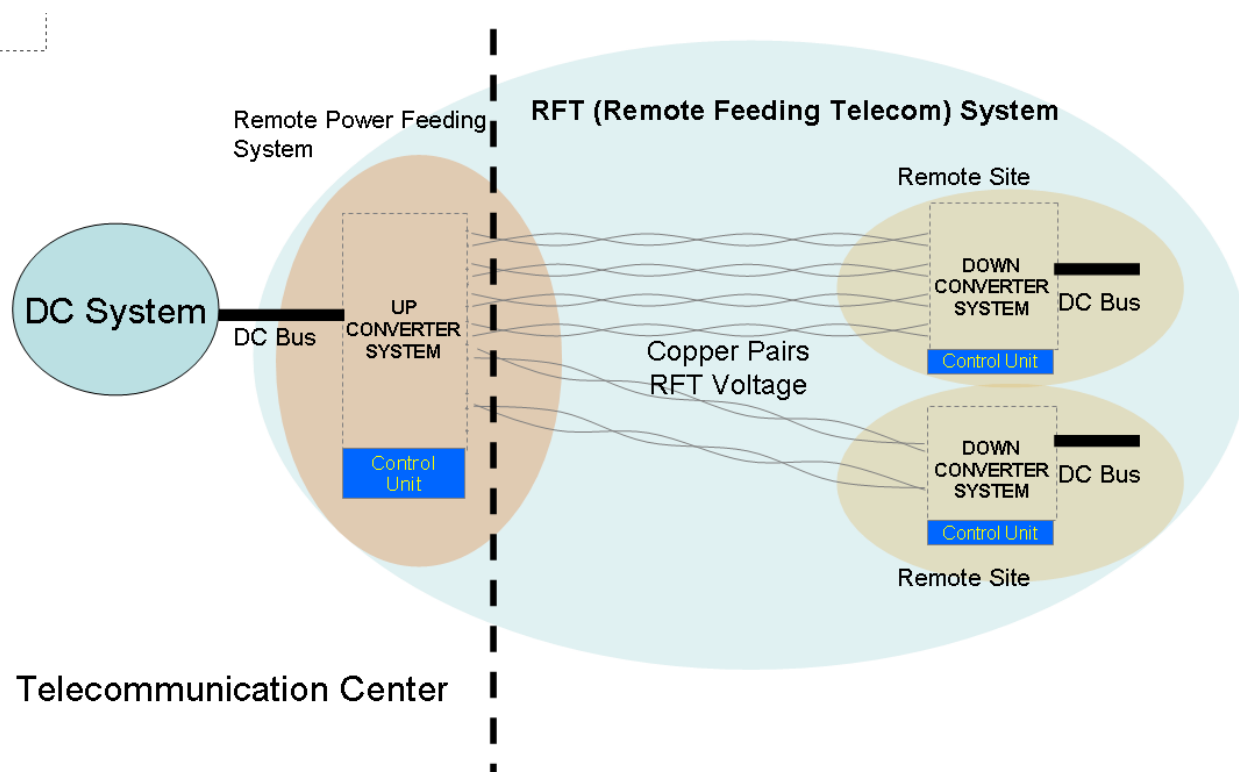 Remote Power Feeding
System
RFT (Remote Feeding Telecom) System
Remote Site
DC System
DC Bus
UP
CONVERTER
SYSTEM
Control
Unit
Copper Pairs
RFT Voltage
DOWN
CONVERTER
SYSTEM
DC Bus
Control Unit
DOWN
CONVERTER
SYSTEM
DC Bus
Control Unit
Remote Site
Telecommunication Center